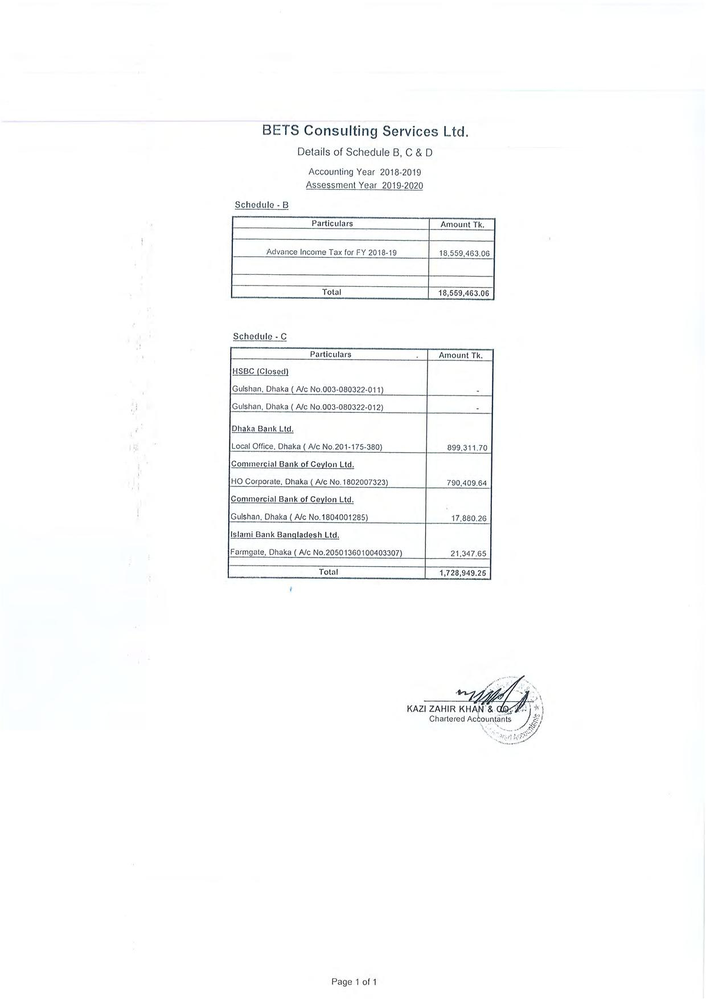 BETS Consulting Services Ltd.
Details of Schedule B, C & D
Accounting Year 2018-2019
Assessment Year 2019-2020
Schedule - B
Particulars Amount Tk.
Advance Income Tax for FY 2018-19 18,559,463.06
Total 18,559,463.06
Schedule - C
Particulars Amount Tk.
HSBC (Closed)
Gulshan, Dhaka ( A/c No.003-080322-011) -
Gulshan, Dhaka ( A/c No.003-080322-012) -
Dhaka Bank Ltd.
Local Office, Dhaka ( A/c No.201-175-380) 899,311.70
Commercial Bank of Ceylon Ltd.
HO Corporate, Dhaka ( A/c No.1802007323) 790,409.64
Commercial Bank of Ceylon Ltd.
Gulshan, Dhaka ( A/c No.1804001285) 17,880.26
Islami Bank Bangladesh Ltd.
Farmgate, Dhaka ( A/c No.20501360100403307) 21,347.65
Total 1,728,949.25
KAZI ZAHIR KHAN & CO.
Chartered Accountants
Accountants
Page 1 of 1